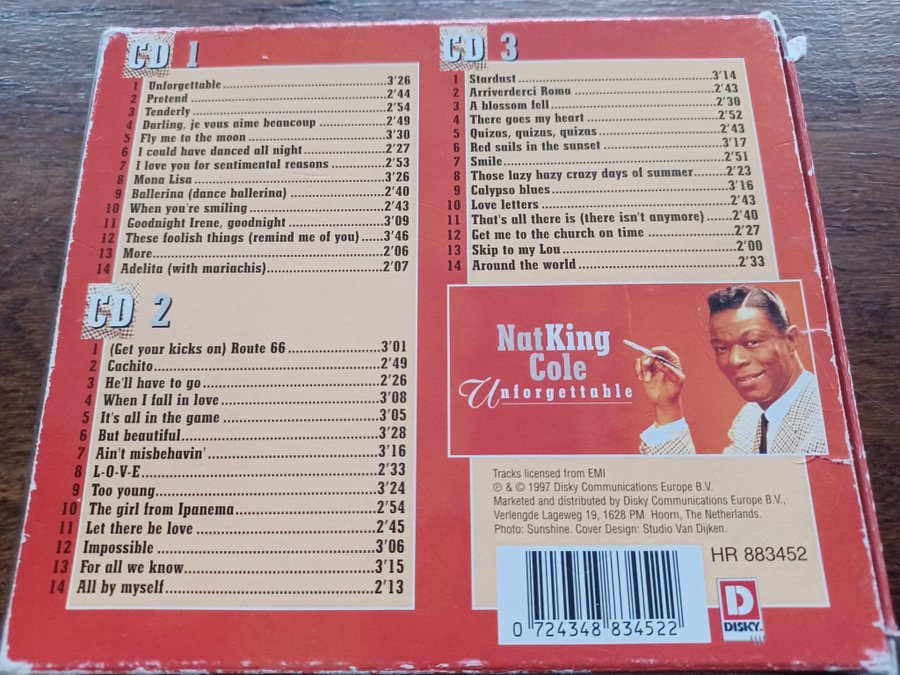 CD 1
1 Unforgettable 3'26
2 Pretend 2'44
3 Tenderly 2'54
4 Darling, je vous aime beaucoup 2'49
5 Fly me to the moon 3'30
6 I could have danced all night 2'27
7 I love you for sentimental reasons 2'53
8 Mona Lisa 3'26
9 Ballerina (dance ballerina) 2'40
10 When you're smiling 2'43
11 Goodnight Irene, goodnight 3'09
12 These foolish things (remind me of you) 3'46
13 More 2'06
14 Adelita (with mariachis) 2'07
CD 2
1 (Get your kicks on) Route 66 3'01
2 Cachito 2'49
3 He'll have to go 2'26
4 When I fall in love 3'08
5 It's all in the game 3'05
6 But beautiful 3'28
7 Ain't misbehavin' 3'16
8 L-O-V-E 2'33
9 Too young 3'24
10 The girl from Ipanema 2'54
11 Let there be love 2'45
12 Impossible 3'06
13 For all we know 3'15
14 All by myself 2'13
CD 3
1 Stardust 3'14
2 Arriverderci Roma 2'43
3 A blossom fell 2'30
4 There goes my heart 2'52
5 Quizas, quizas, quizas 2'43
6 Red sails in the sunset 3'17
7 Smile 2'51
8 Those lazy hazy crazy days of summer 2'23
9 Calypso blues 3'16
10 Love letters 2'43
11 That's all there is (there isn't anymore) 2'40
12 Get me to the church on time 2'27
13 Skip to my Lou 2'00
14 Around the world 2'33
Nat King
Cole
Unforgettable
Tracks licensed from EMI
℗ & © 1997 Disky Communications Europe B.V.
Marketed and distributed by Disky Communications Europe B.V.,
Verlengde Lageweg 19, 1628 PM Hoorn, The Netherlands.
Photo: Sunshine. Cover Design: Studio Van Dijken.
HR 883452
0 724348 834522
D
DISKY.